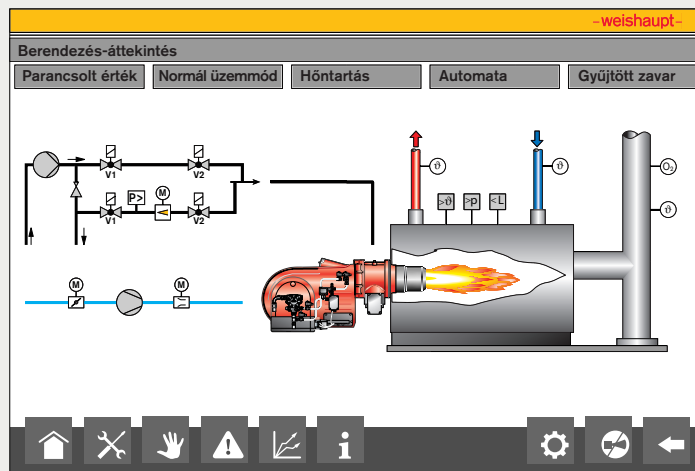 -weishaupt-
Berendezés-áttekintés
Parancsolt érték
Normál üzemmód
Hőntartás
Automata
Gyűjtött zavar
V1
V2
P>
M
V1
V2
M
M
ϑ
ϑ
>ϑ
>p
<L
O₂
ϑ